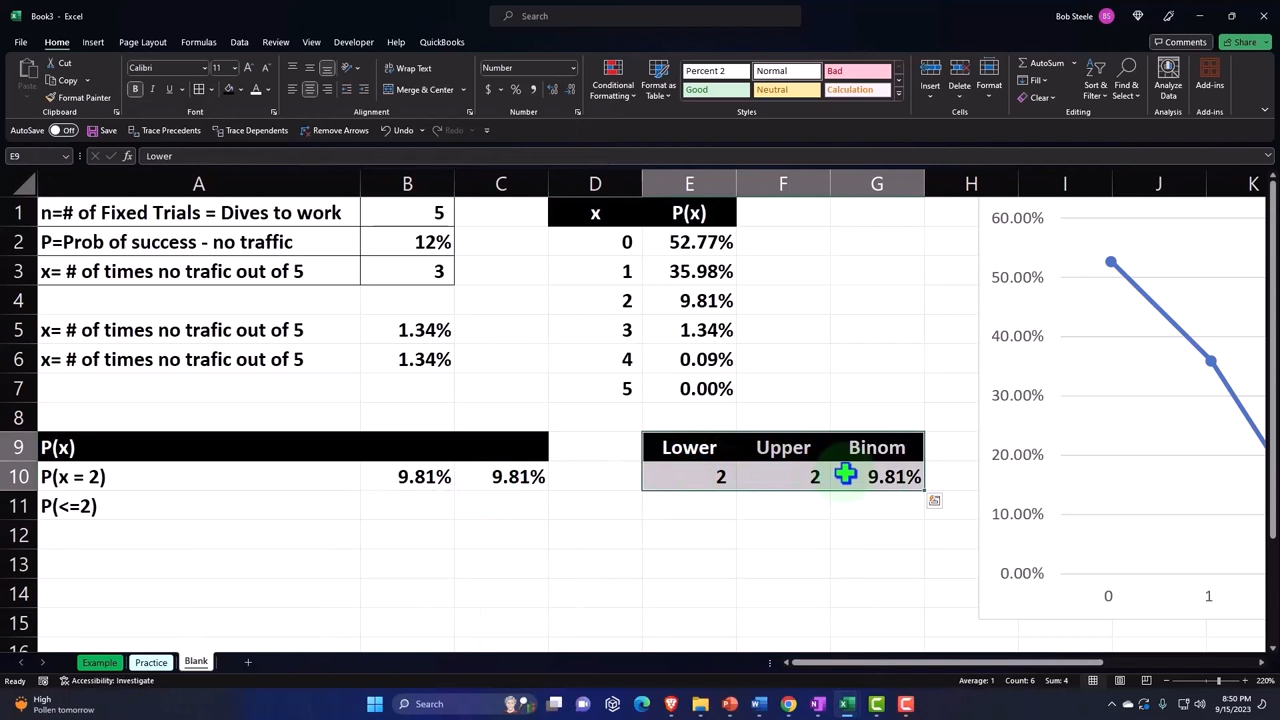 Book3 - Excel
Search
Bob Steele
BS
File Home Insert Page Layout Formulas Data Review View Developer Help QuickBooks
Comments
Share
Cut
Copy
Format Painter
Paste
Clipboard
Calibri
11
Font
Wrap Text
Merge & Center
Alignment
Number
Number
Conditional Formatting
Format as Table
Percent 2 Normal Bad
Good Neutral Calculation
Styles
Insert Delete Format
Cells
AutoSum
Fill
Clear
Sort & Filter
Find & Select
Editing
Analyze Data
Analysis
Add-ins
Add-ins
AutoSave Off Save Trace Precedents Trace Dependents Remove Arrows Undo
E9 fx Lower
A B C D E F G H I J K
1 n=# of Fixed Trials = Dives to work 5 x P(x)
2 P=Prob of success - no traffic 12% 0 52.77%
3 x= # of times no trafic out of 5 3 1 35.98%
4 2 9.81%
5 x= # of times no trafic out of 5 1.34% 3 1.34%
6 x= # of times no trafic out of 5 1.34% 4 0.09%
7 5 0.00%
8
9 P(x) Lower Upper Binom
10 P(x = 2) 9.81% 9.81% 2 2 9.81%
11 P(<=2)
12
13
14
15
16
60.00%
50.00%
40.00%
30.00%
20.00%
10.00%
0.00%
0 1
Example Practice Blank
Ready Accessibility: Investigate Average: 1 Count: 6 Sum: 4 220%
High
Pollen tomorrow
Search
8:50 PM
9/15/2023